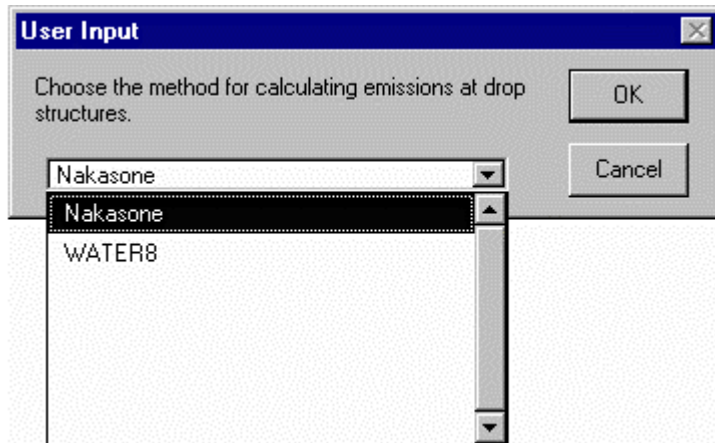 User Input
Choose the method for calculating emissions at drop
structures.
OK
Cancel
Nakasone
Nakasone
WATER8